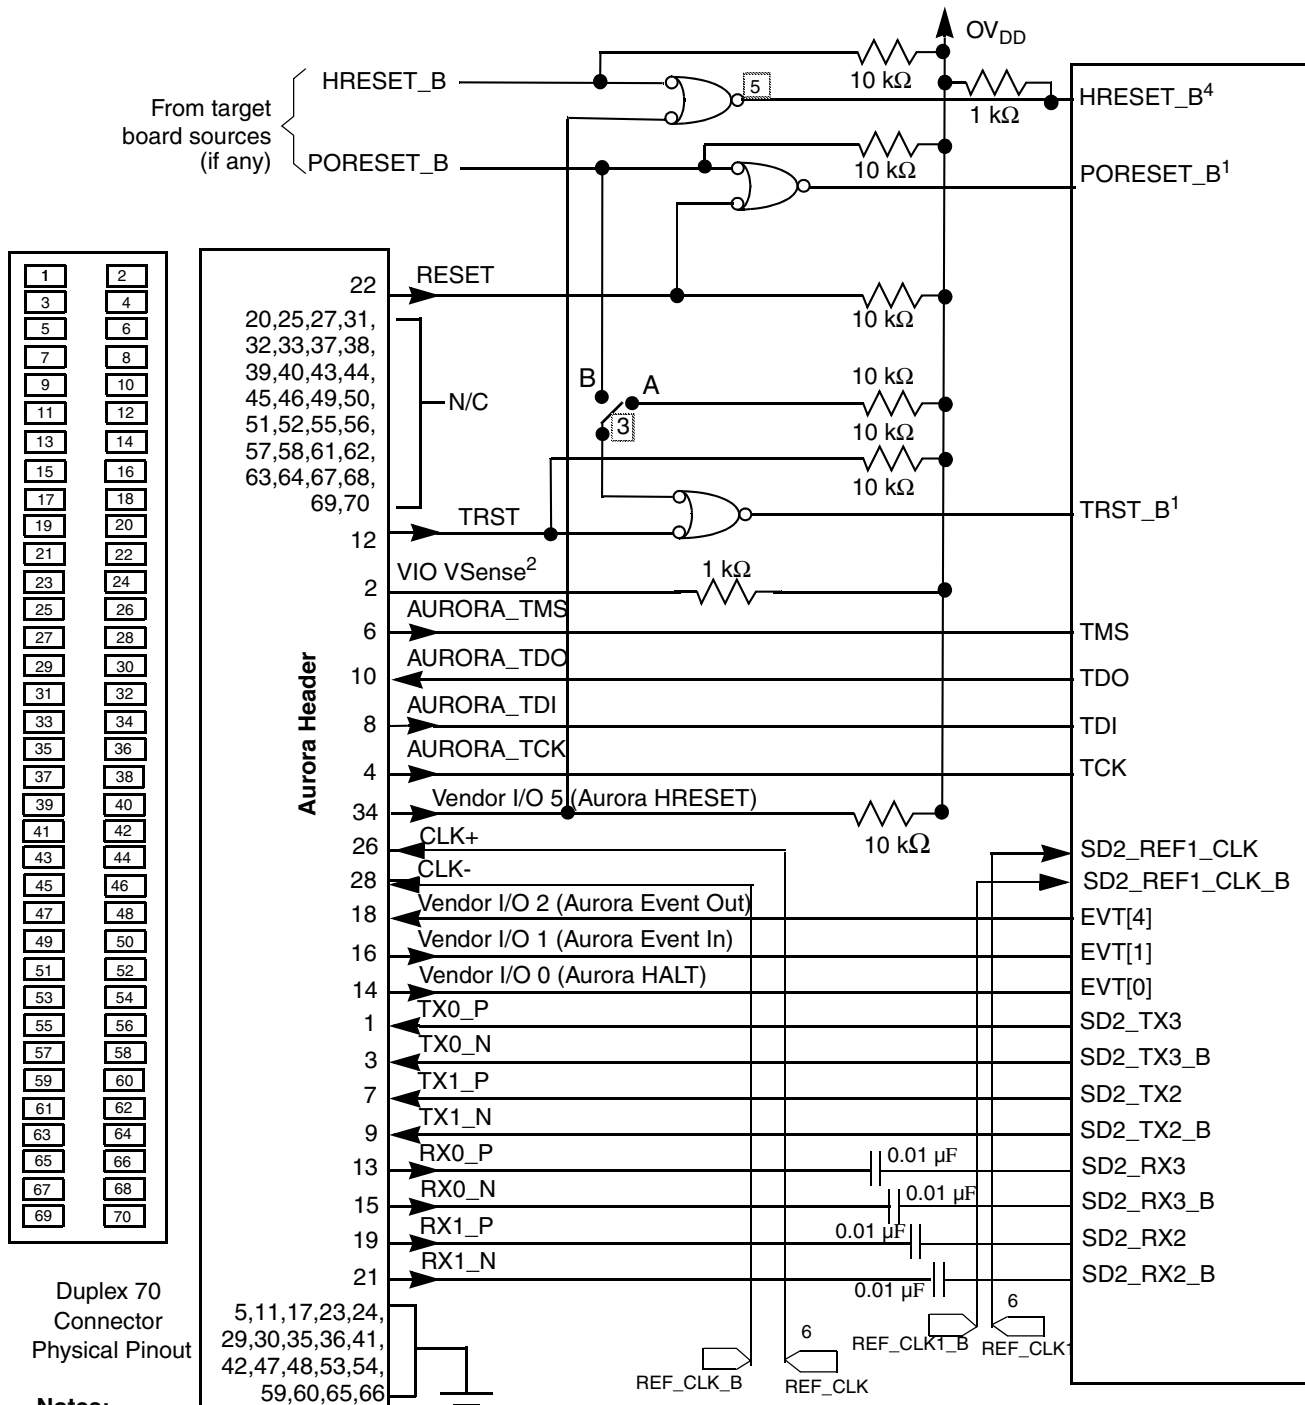 OVDD
HRESET_B
10 kΩ
5
1 kΩ
HRESET_B4
From target
board sources
(if any)
PORESET_B
10 kΩ
PORESET_B1
1 2
3 4
5 6
7 8
9 10
11 12
13 14
15 16
17 18
19 20
21 22
23 24
25 26
27 28
29 30
31 32
33 34
35 36
37 38
39 40
41 42
43 44
45 46
47 48
49 50
51 52
53 54
55 56
57 58
59 60
61 62
63 64
65 66
67 68
69 70
Duplex 70
Connector
Physical Pinout
Notes:
Aurora Header
22 RESET
10 kΩ
20,25,27,31,
32,33,37,38,
39,40,43,44,
45,46,49,50,
51,52,55,56,
57,58,61,62,
63,64,67,68,
69,70
N/C
B A
3
10 kΩ
10 kΩ
10 kΩ
12 TRST
TRST_B1
2 VIO VSense2
1 kΩ
6 AURORA_TMS
TMS
10 AURORA_TDO
TDO
8 AURORA_TDI
TDI
4 AURORA_TCK
TCK
34 Vendor I/O 5 (Aurora HRESET)
10 kΩ
26 CLK+
SD2_REF1_CLK
28 CLK-
SD2_REF1_CLK_B
18 Vendor I/O 2 (Aurora Event Out)
EVT[4]
16 Vendor I/O 1 (Aurora Event In)
EVT[1]
14 Vendor I/O 0 (Aurora HALT)
EVT[0]
1 TX0_P
SD2_TX3
3 TX0_N
SD2_TX3_B
7 TX1_P
SD2_TX2
9 TX1_N
SD2_TX2_B
13 RX0_P
0.01 µF
SD2_RX3
15 RX0_N
0.01 µF
SD2_RX3_B
19 RX1_P
0.01 µF
SD2_RX2
21 RX1_N
0.01 µF
SD2_RX2_B
5,11,17,23,24,
29,30,35,36,41,
42,47,48,53,54,
59,60,65,66
6
REF_CLK_B
REF_CLK
6
REF_CLK1_B
REF_CLK1